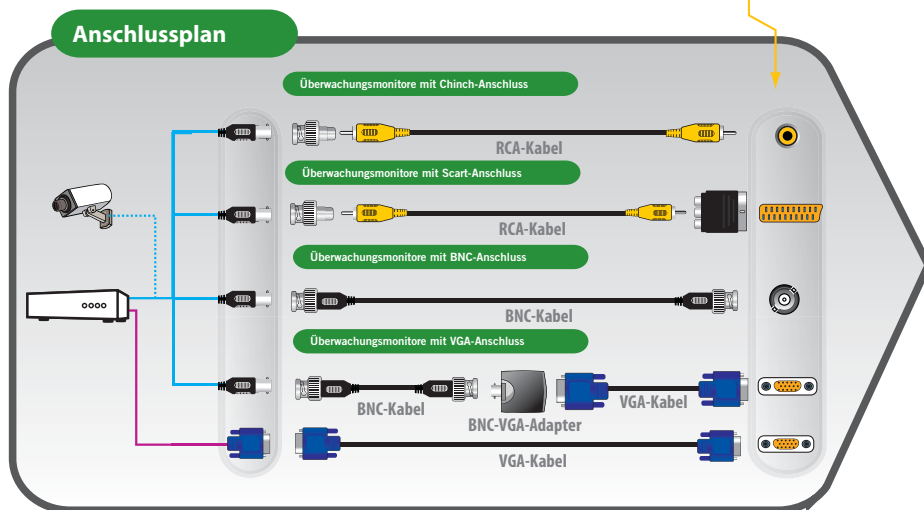 Anschlussplan
Überwachungsmonitore mit Chinch-Anschluss
RCA-Kabel
Überwachungsmonitore mit Scart-Anschluss
RCA-Kabel
Überwachungsmonitore mit BNC-Anschluss
BNC-Kabel
Überwachungsmonitore mit VGA-Anschluss
BNC-Kabel
BNC-VGA-Adapter
VGA-Kabel
VGA-Kabel